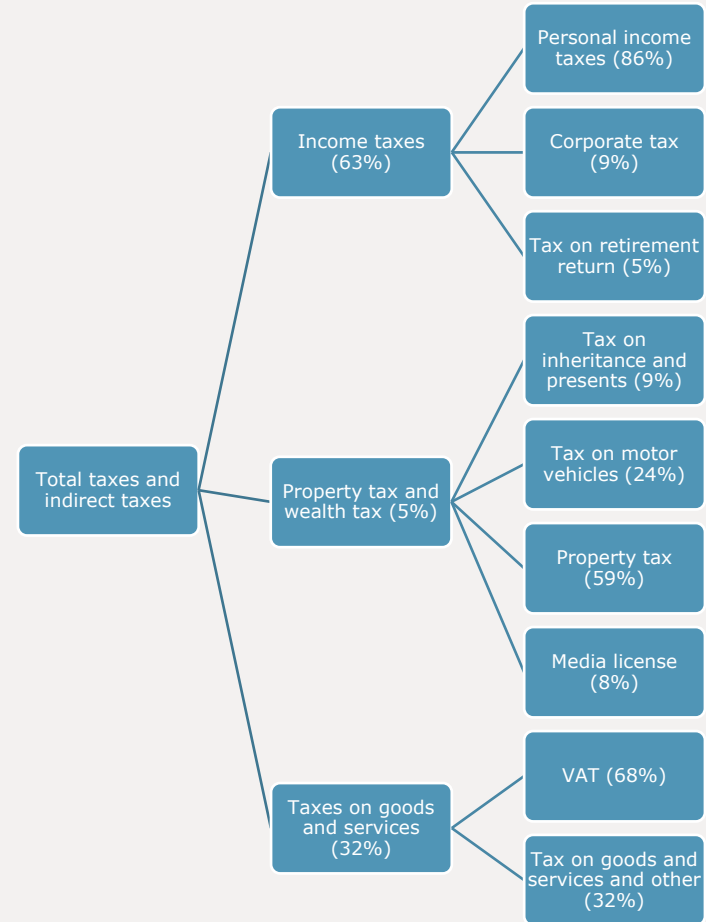 Total taxes and
indirect taxes
Income taxes
(63%)
Personal income
taxes (86%)
Corporate tax
(9%)
Tax on retirement
return (5%)
Property tax and
wealth tax (5%)
Tax on
inheritance and
presents (9%)
Tax on motor
vehicles (24%)
Property tax
(59%)
Media license
(8%)
Taxes on goods
and services
(32%)
VAT (68%)
Tax on goods and
services and other
(32%)